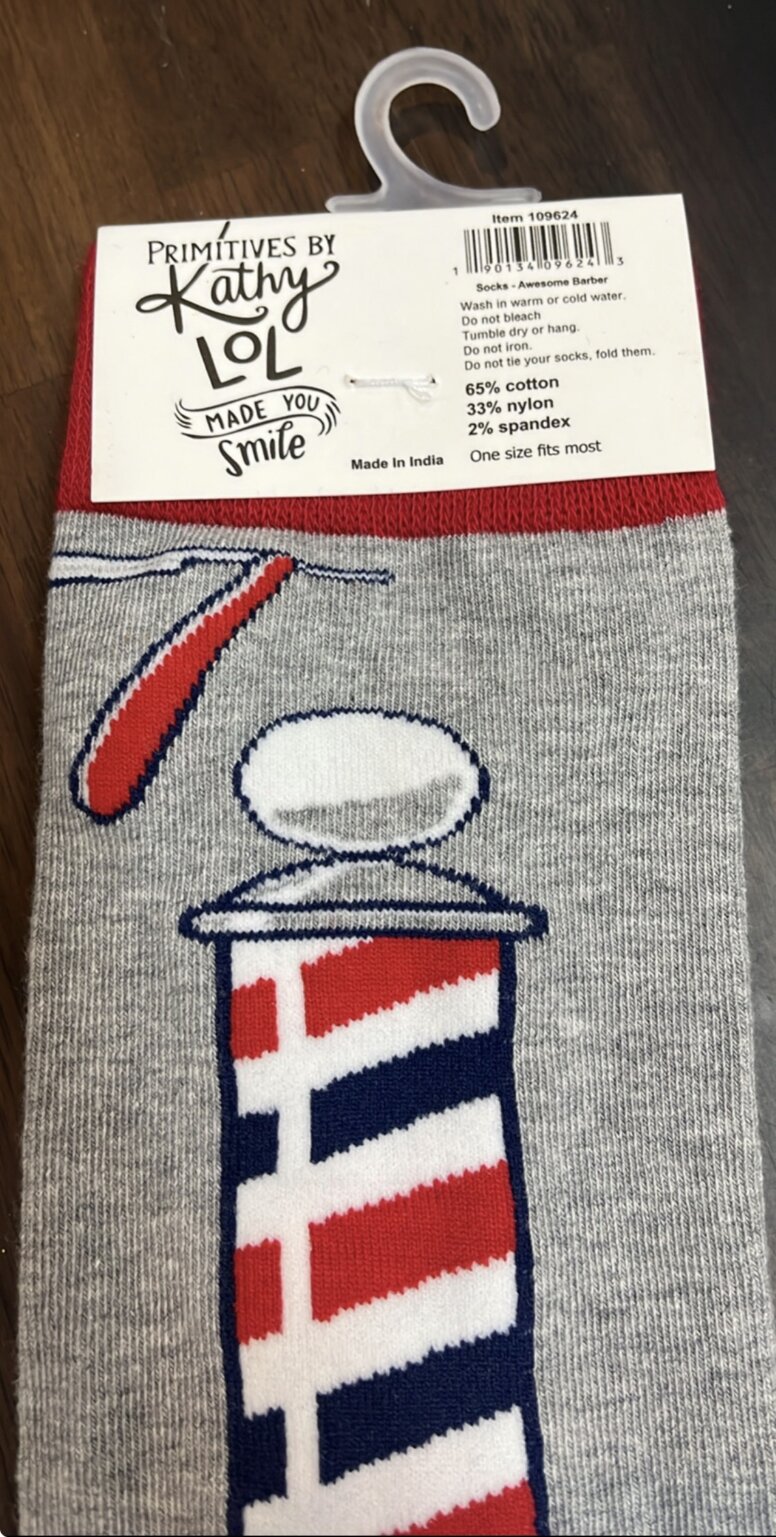 PRIMITIVES BY
Kathy
LOL
MADE YOU
Smile
Item 109624
1 90134 09624 3
Socks - Awesome Barber
Wash in warm or cold water.
Do not bleach
Tumble dry or hang.
Do not iron.
Do not tie your socks, fold them.
65% cotton
33% nylon
2% spandex
Made In India
One size fits most